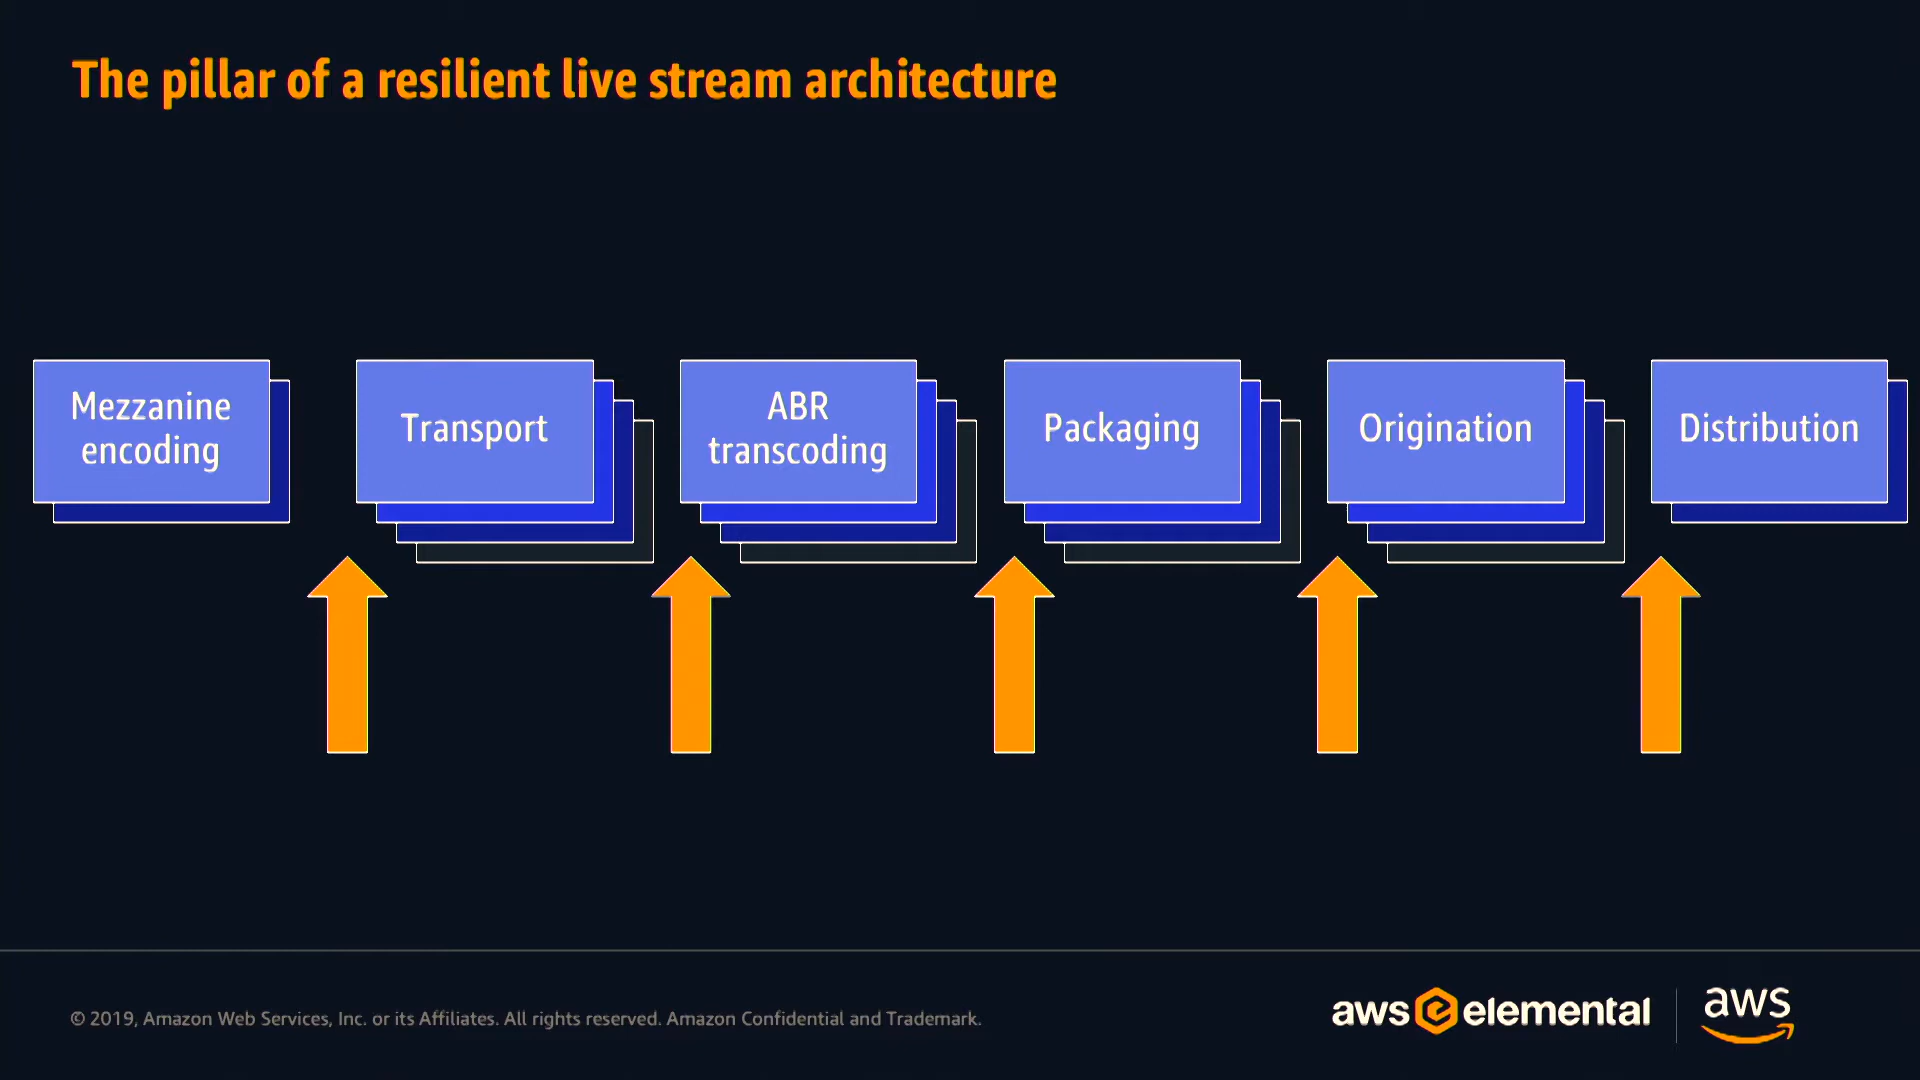 The pillar of a resilient live stream architecture
Mezzanine
encoding
Transport
ABR
transcoding
Packaging
Origination
Distribution
© 2019, Amazon Web Services, Inc. or its Affiliates. All rights reserved. Amazon Confidential and Trademark.
aws elemental
aws